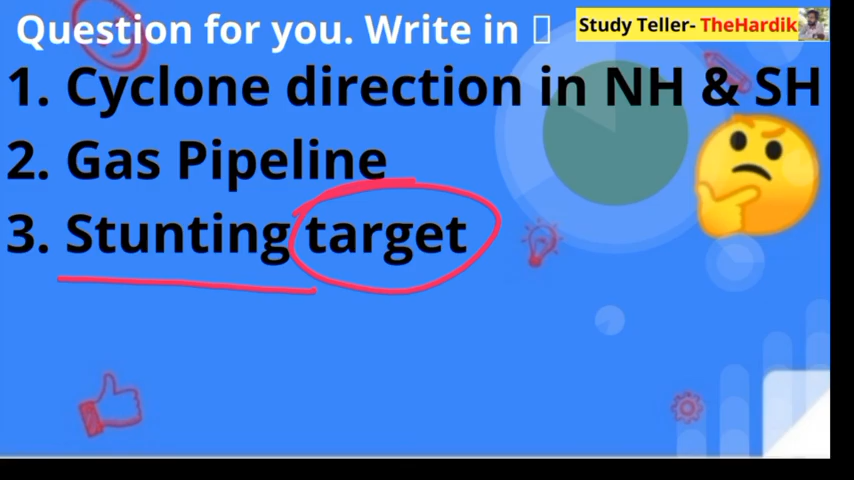 Question for you. Write in
Study Teller- TheHardik
1. Cyclone direction in NH & SH
2. Gas Pipeline
3. Stunting target